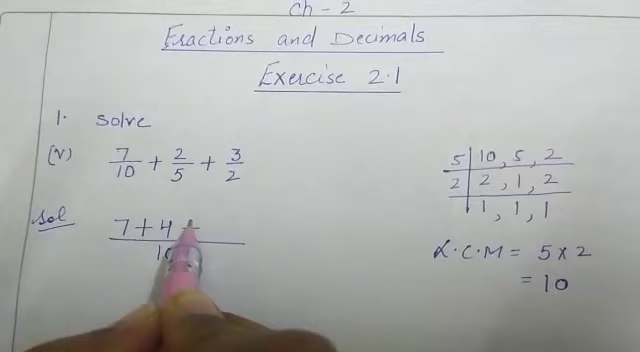 Ch - 2
Fractions and Decimals
Exercise 2.1
1. Solve
(V) 7/10 + 2/5 + 3/2
Sol 7 + 4 +
10
5 | 10, 5, 2
2 | 2, 1, 2
1, 1, 1
L.C.M = 5 x 2
= 10